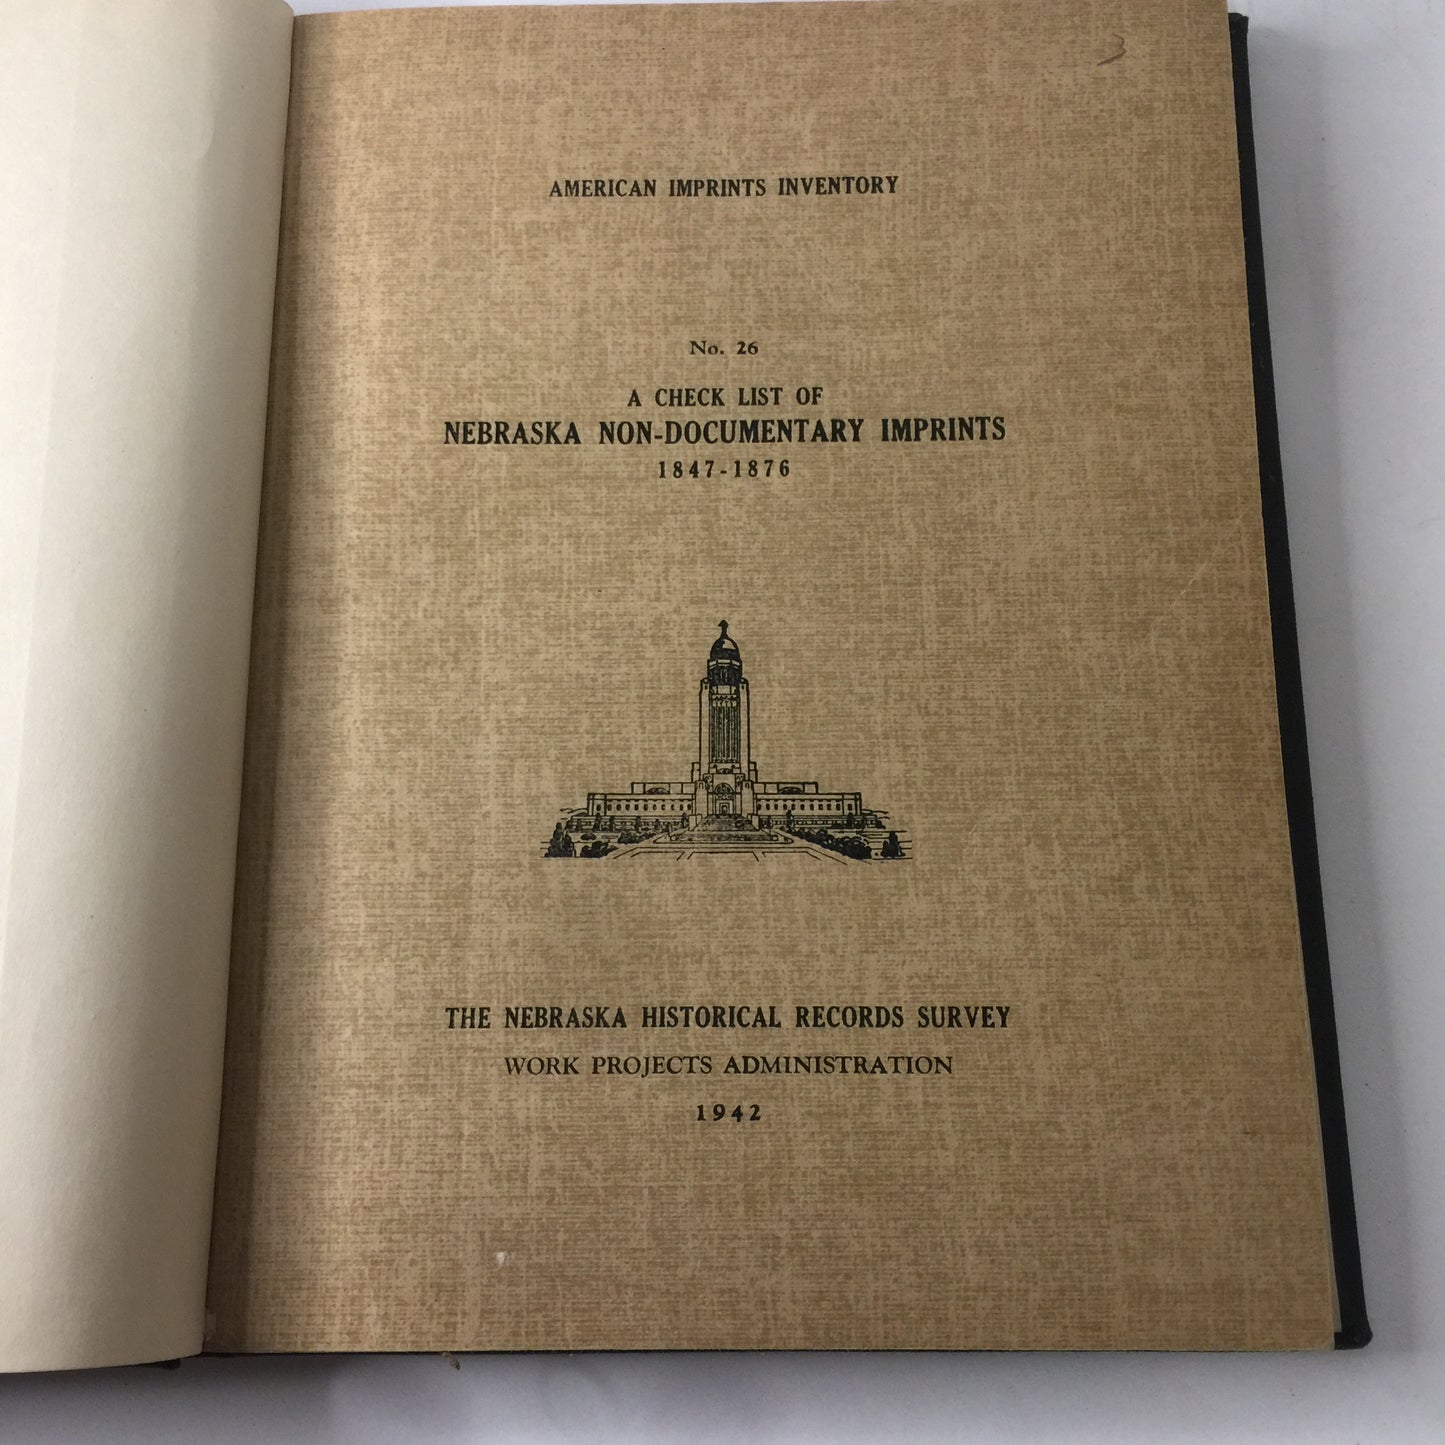 3
AMERICAN IMPRINTS INVENTORY
No. 26
A CHECK LIST OF
NEBRASKA NON-DOCUMENTARY IMPRINTS
1847-1876
THE NEBRASKA HISTORICAL RECORDS SURVEY
WORK PROJECTS ADMINISTRATION
1942